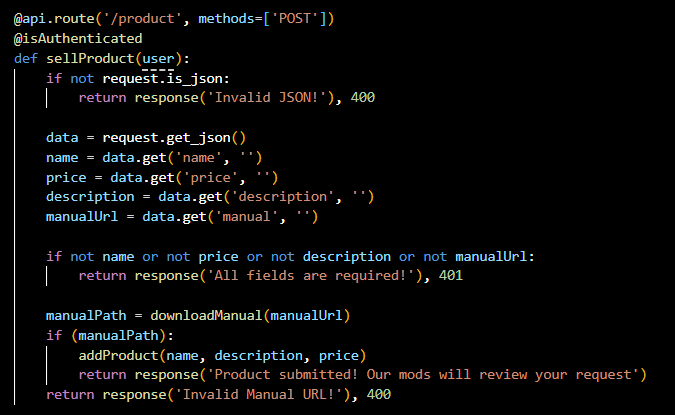 @api.route('/product', methods=['POST'])
@isAuthenticated
def sellProduct(user):
    if not request.is_json:
        return response('Invalid JSON!'), 400

    data = request.get_json()
    name = data.get('name', '')
    price = data.get('price', '')
    description = data.get('description', '')
    manualUrl = data.get('manual', '')

    if not name or not price or not description or not manualUrl:
        return response('All fields are required!'), 401

    manualPath = downloadManual(manualUrl)
    if (manualPath):
        addProduct(name, description, price)
        return response('Product submitted! Our mods will review your request')
    return response('Invalid Manual URL!'), 400